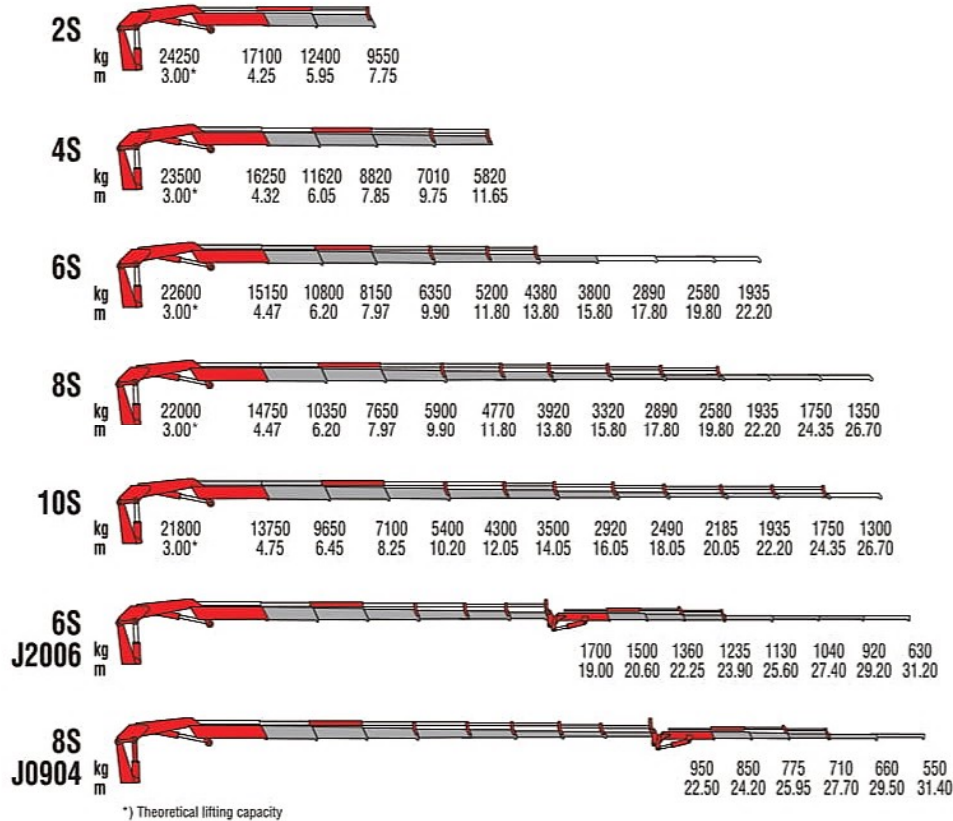 2S
kg 24250 17100 12400 9550
m 3.00* 4.25 5.95 7.75
4S
kg 23500 16250 11620 8820 7010 5820
m 3.00* 4.32 6.05 7.85 9.75 11.65
6S
kg 22600 15150 10800 8150 6350 5200 4380 3800 2890 2580 1935
m 3.00* 4.47 6.20 7.97 9.90 11.80 13.80 15.80 17.80 19.80 22.20
8S
kg 22000 14750 10350 7650 5900 4770 3920 3320 2890 2580 1935 1750 1350
m 3.00* 4.47 6.20 7.97 9.90 11.80 13.80 15.80 17.80 19.80 22.20 24.35 26.70
10S
kg 21800 13750 9650 7100 5400 4300 3500 2920 2490 2185 1935 1750 1300
m 3.00* 4.75 6.45 8.25 10.20 12.05 14.05 16.05 18.05 20.05 22.20 24.35 26.70
6S
J2006 kg 1700 1500 1360 1235 1130 1040 920 630
m 19.00 20.60 22.25 23.90 25.60 27.40 29.20 31.20
8S
J0904 kg 950 850 775 710 660 550
m 22.50 24.20 25.95 27.70 29.50 31.40
*) Theoretical lifting capacity